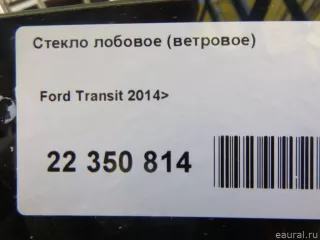 Стекло лобовое (ветровое)
Ford Transit 2014>
22 350 814
eaural.ru